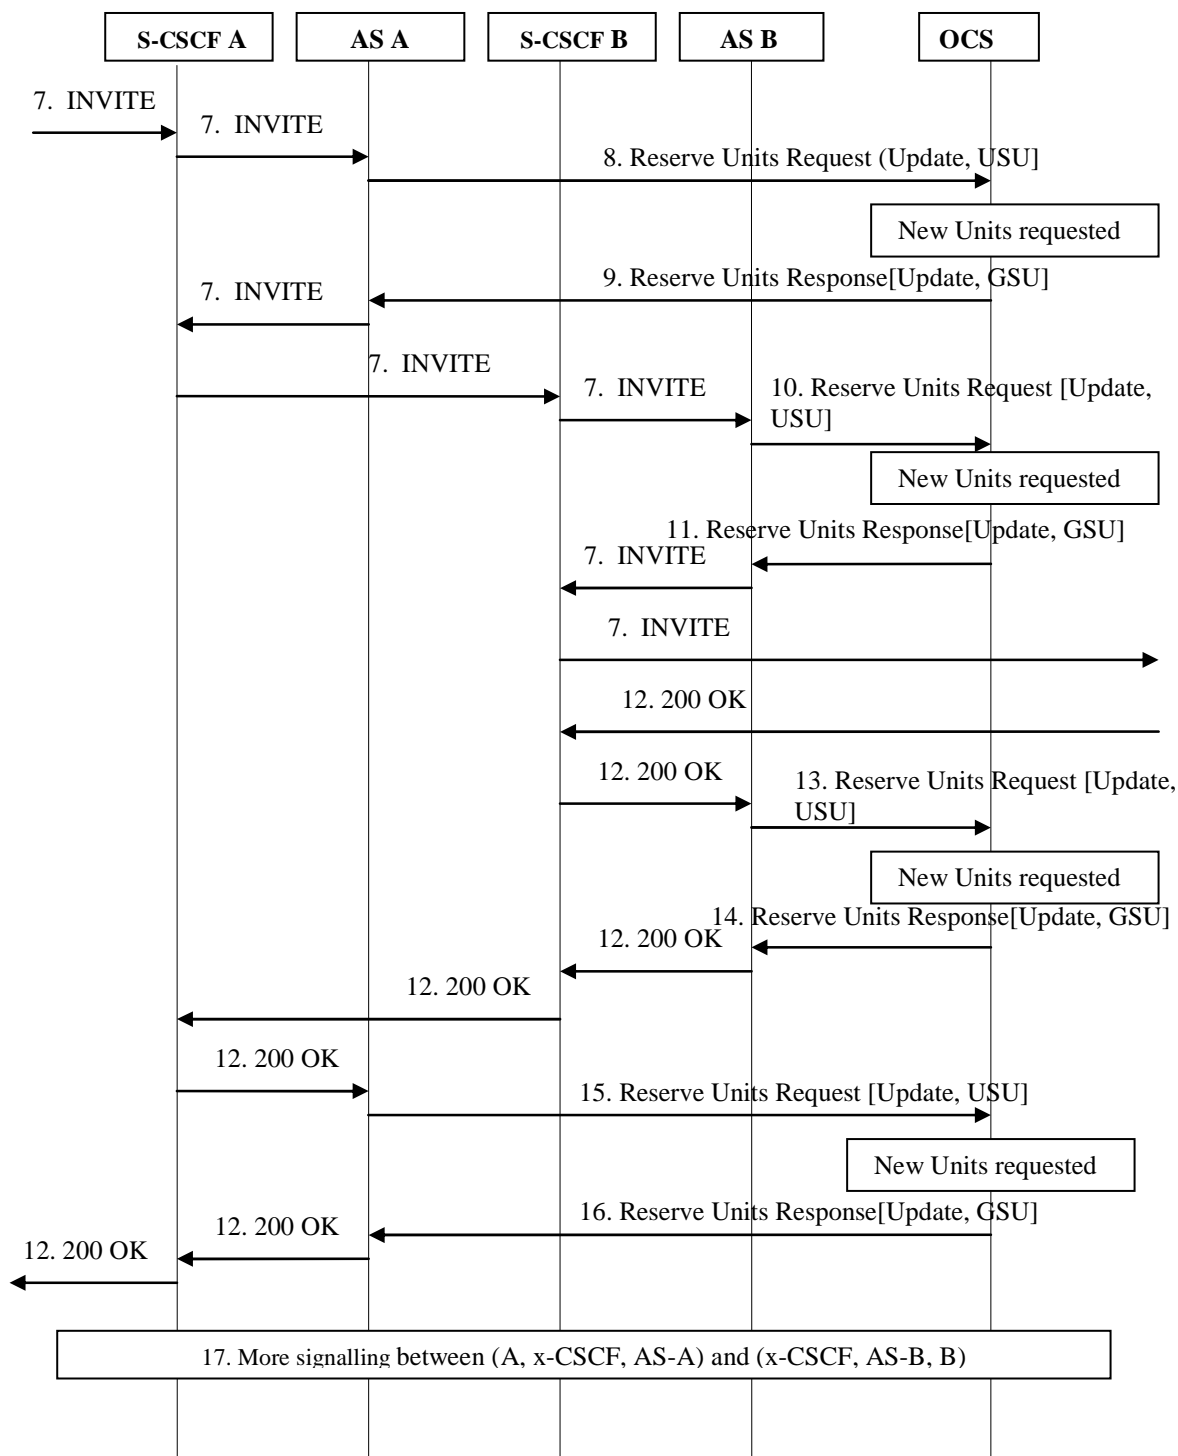 S-CSCF A
AS A
S-CSCF B
AS B
OCS
7. INVITE
7. INVITE
8. Reserve Units Request (Update, USU]
New Units requested
9. Reserve Units Response[Update, GSU]
7. INVITE
7. INVITE
7. INVITE
10. Reserve Units Request [Update,
USU]
New Units requested
11. Reserve Units Response[Update, GSU]
7. INVITE
7. INVITE
12. 200 OK
12. 200 OK
13. Reserve Units Request [Update,
USU]
New Units requested
14. Reserve Units Response[Update, GSU]
12. 200 OK
12. 200 OK
12. 200 OK
15. Reserve Units Request [Update, USU]
New Units requested
16. Reserve Units Response[Update, GSU]
12. 200 OK
12. 200 OK
17. More signalling between (A, x-CSCF, AS-A) and (x-CSCF, AS-B, B)